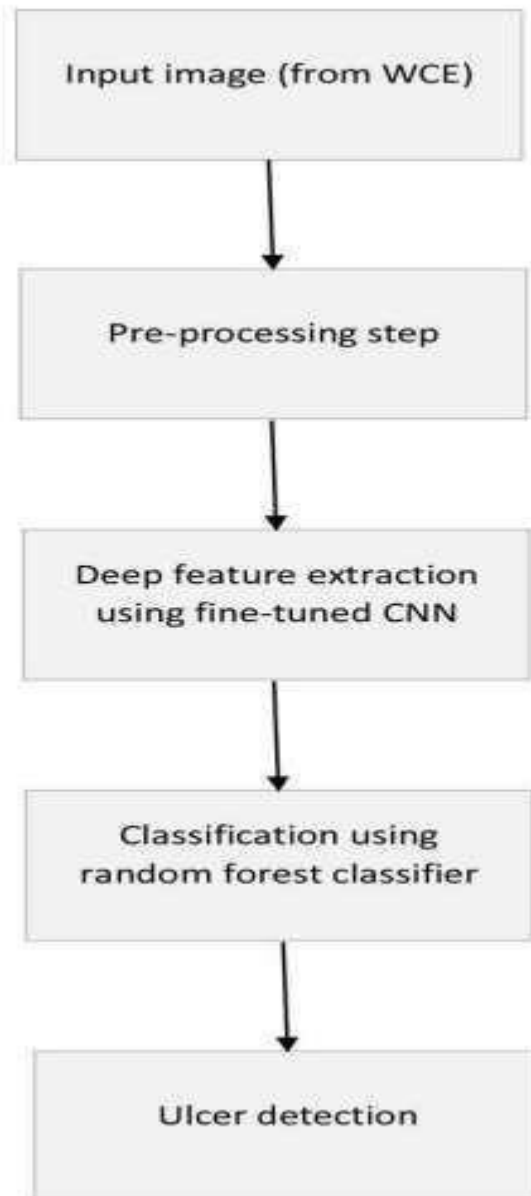 Input image (from WCE)
Pre-processing step
Deep feature extraction
using fine-tuned CNN
Classification using
random forest classifier
Ulcer detection